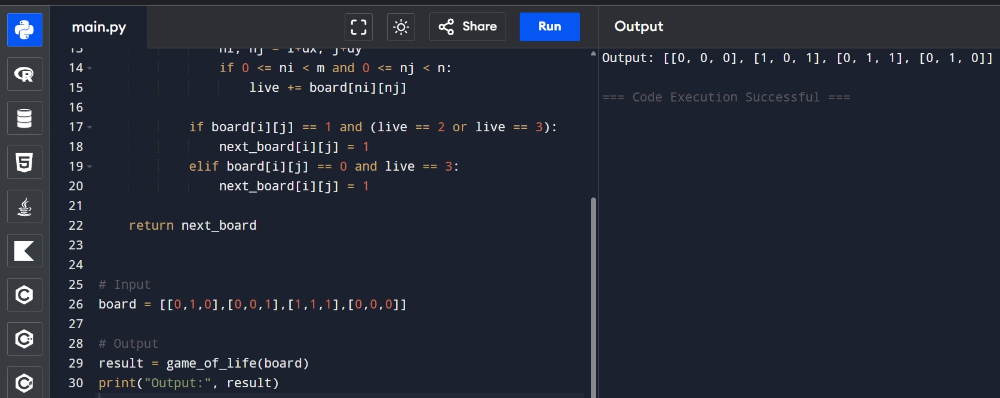 main.py
Share
Run
Output
13 ni, nj = i+dx, j+dy
14 if 0 <= ni < m and 0 <= nj < n:
15 live += board[ni][nj]
16
17 if board[i][j] == 1 and (live == 2 or live == 3):
18 next_board[i][j] = 1
19 elif board[i][j] == 0 and live == 3:
20 next_board[i][j] = 1
21
22 return next_board
23
24
25 # Input
26 board = [[0,1,0],[0,0,1],[1,1,1],[0,0,0]]
27
28 # Output
29 result = game_of_life(board)
30 print("Output:", result)
Output: [[0, 0, 0], [1, 0, 1], [0, 1, 1], [0, 1, 0]]
=== Code Execution Successful ===
R
5
C
C++
C#